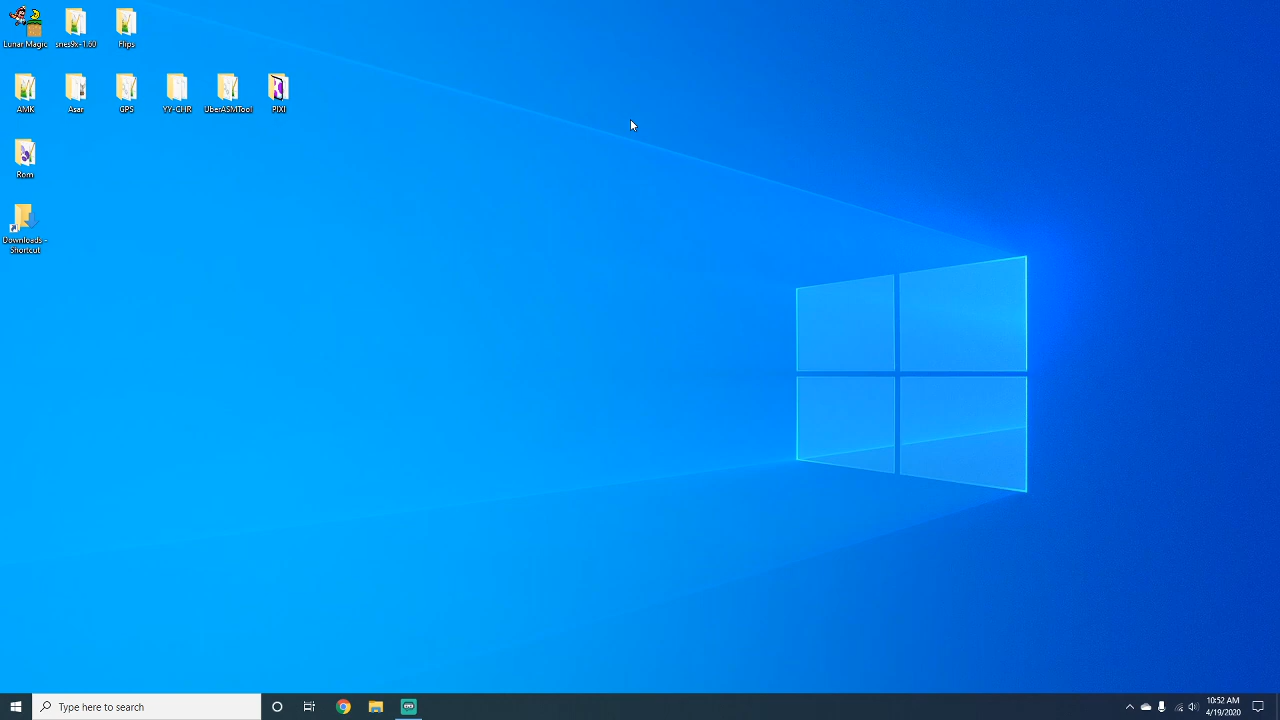 Lunar Magic
snes9x-1.60
Flips
AMK
Asar
GPS
YY-CHR
UberASMTool
PIXI
Rom
Downloads -
Shortcut
Type here to search
10:52 AM
4/19/2020